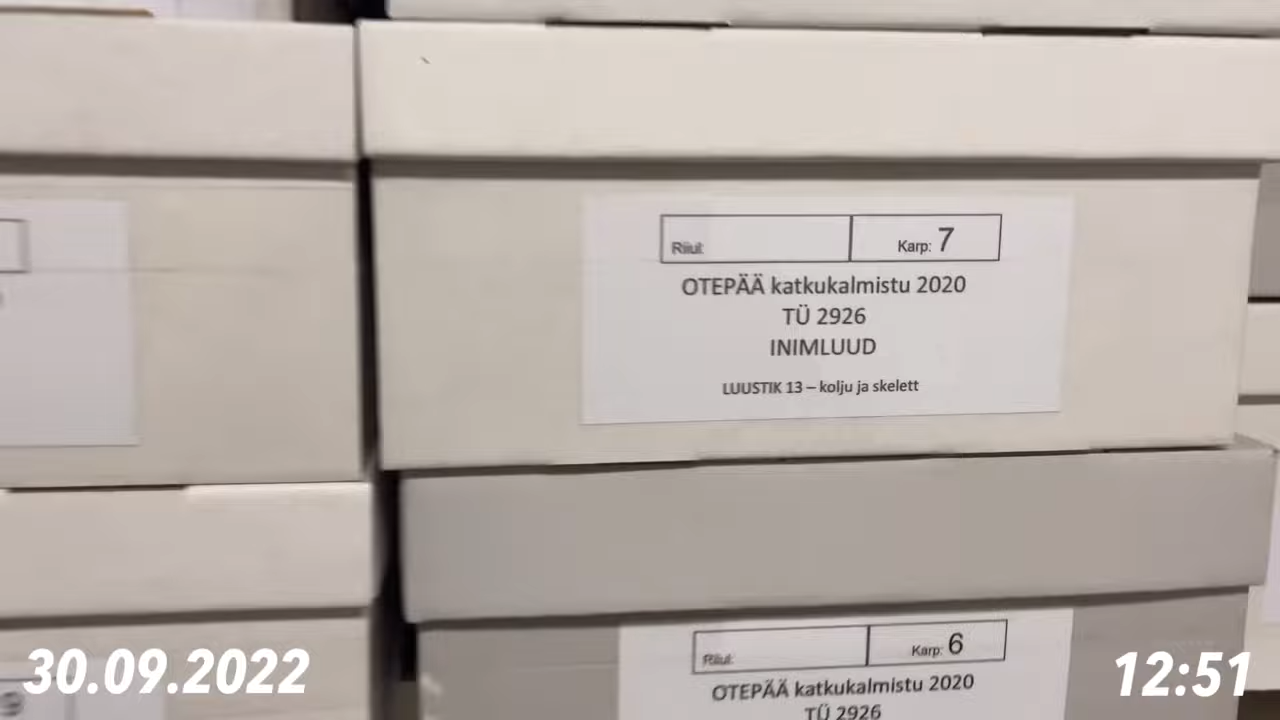 Riiul:
Karp: 7
OTEPÄÄ katkukalmistu 2020
TÜ 2926
INIMLUUD
LUUSTIK 13 – kolju ja skelett
Riiul:
Karp: 6
OTEPÄÄ katkukalmistu 2020
TÜ 2926
30.09.2022
12:51